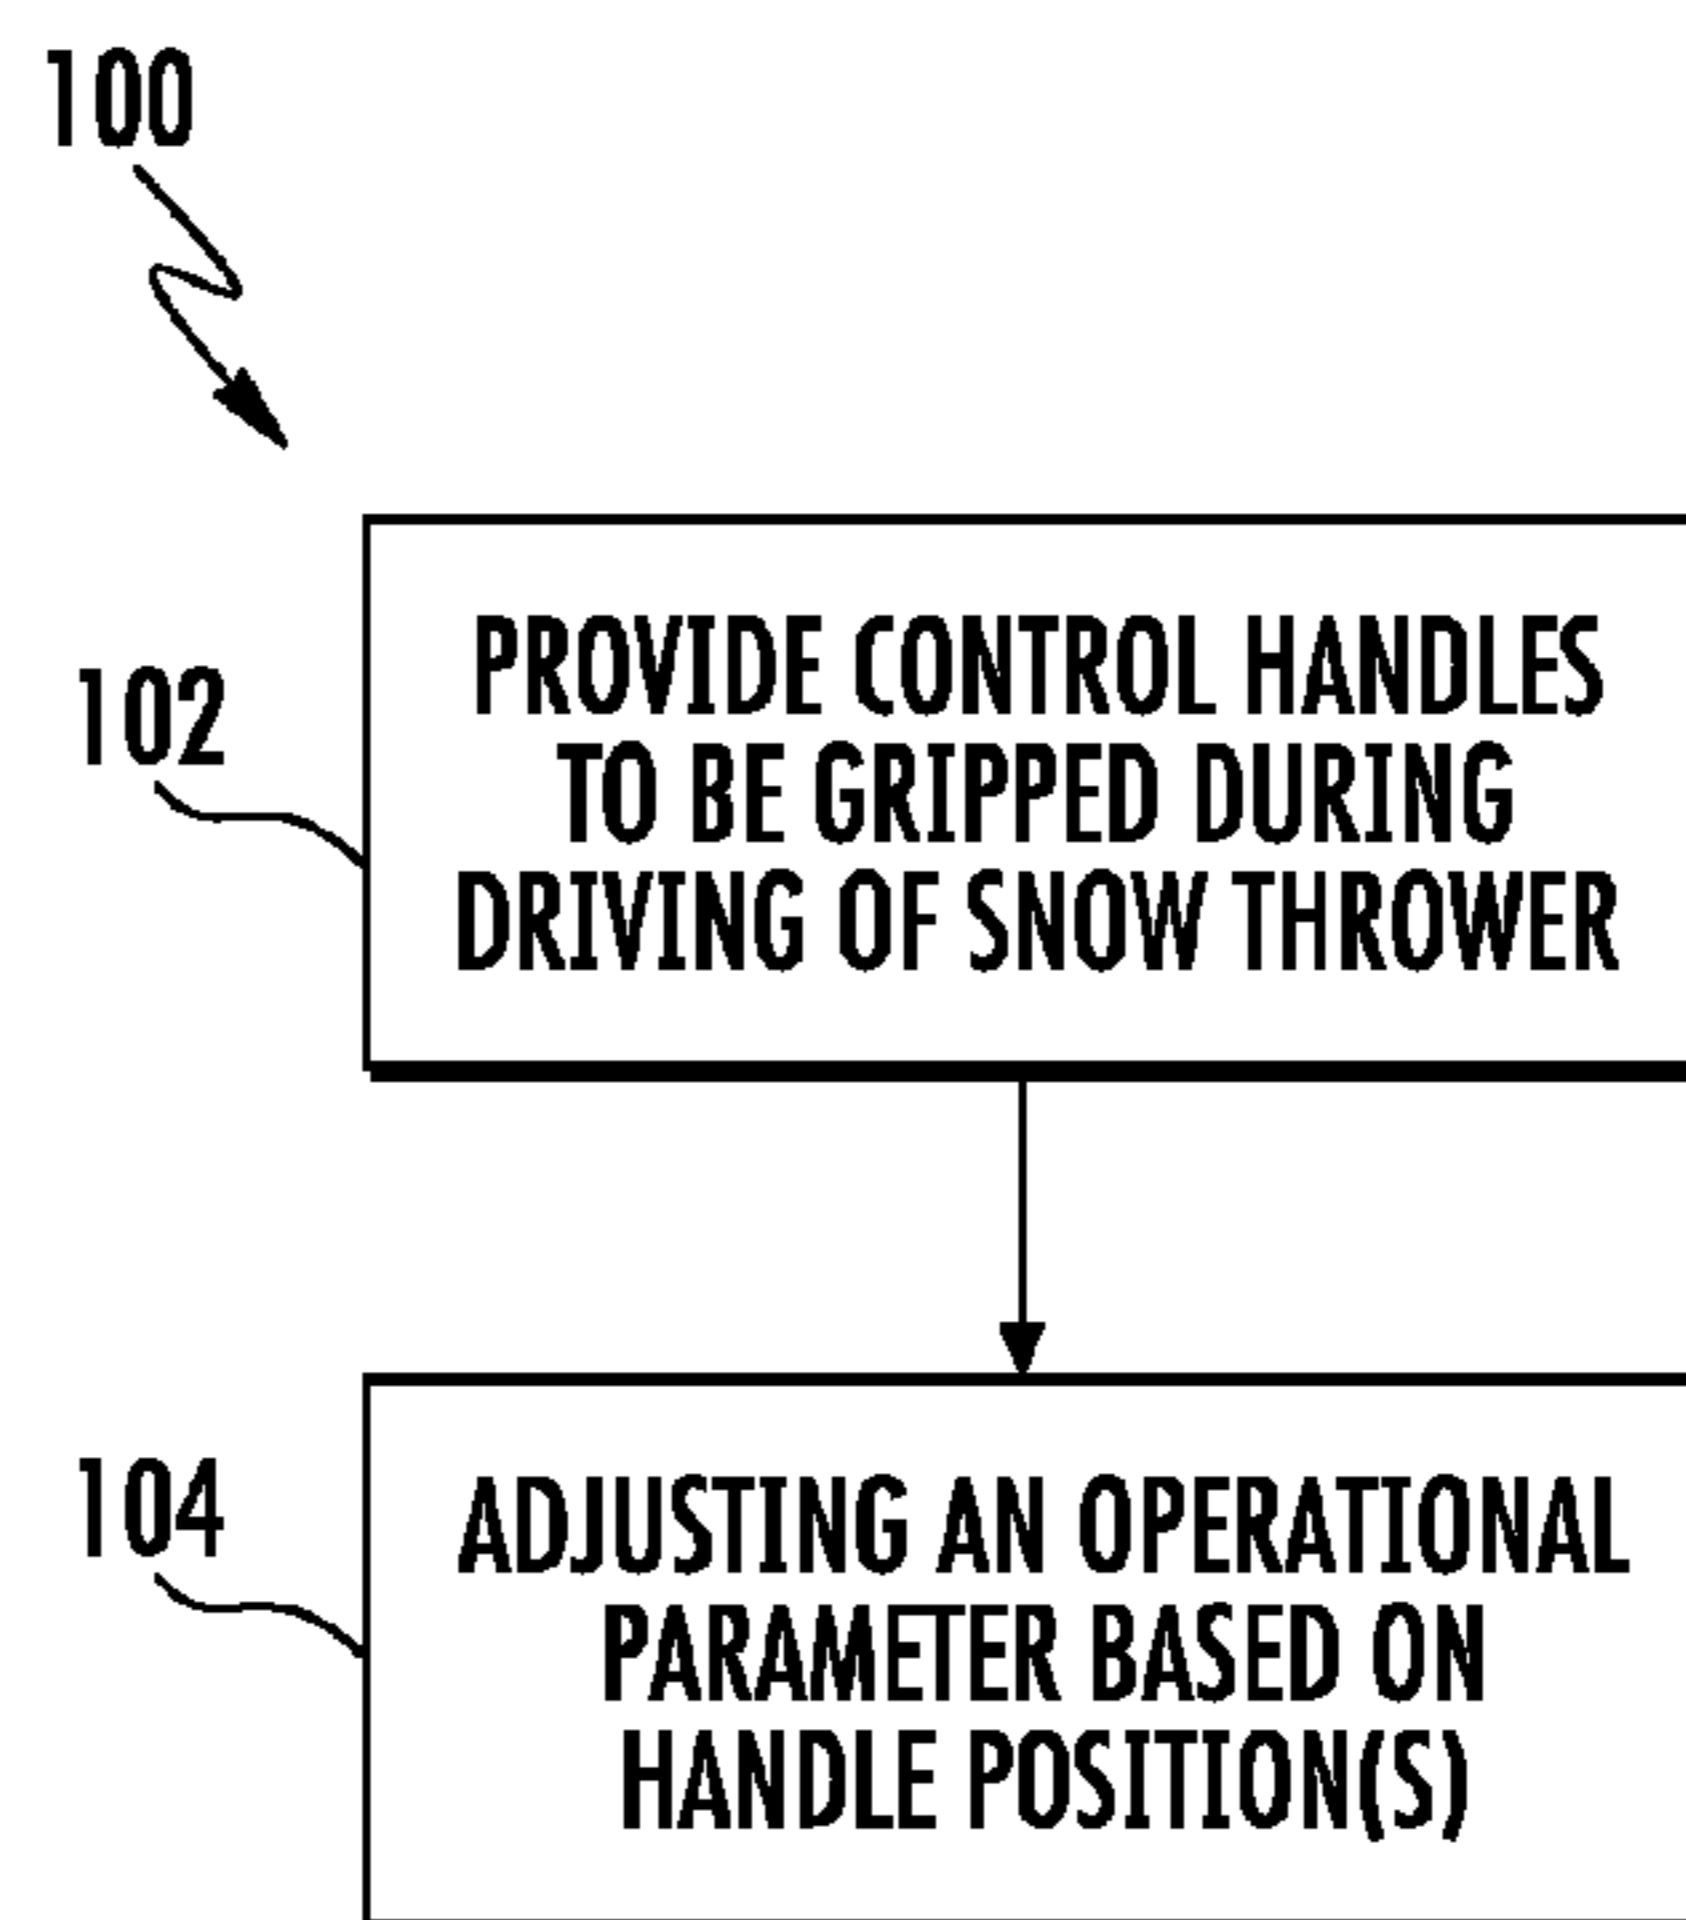 100
102
PROVIDE CONTROL HANDLES
TO BE GRIPPED DURING
DRIVING OF SNOW THROWER
104
ADJUSTING AN OPERATIONAL
PARAMETER BASED ON
HANDLE POSITION(S)